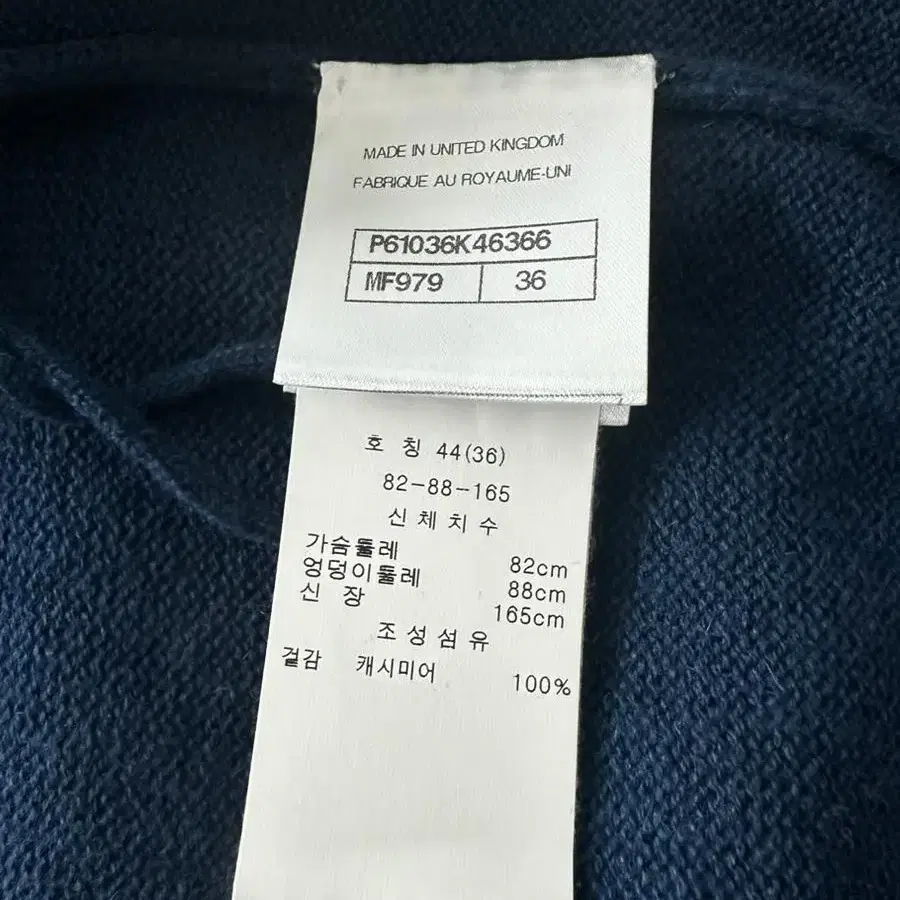 MADE IN UNITED KINGDOM
FABRIQUE AU ROYAUME-UNI
P61036K46366
MF979 36
호 칭 44(36)
82-88-165
신 체 치 수
가슴둘레 82cm
엉덩이둘레 88cm
신 장 165cm
조 성 섬 유
겉감 캐시미어 100%